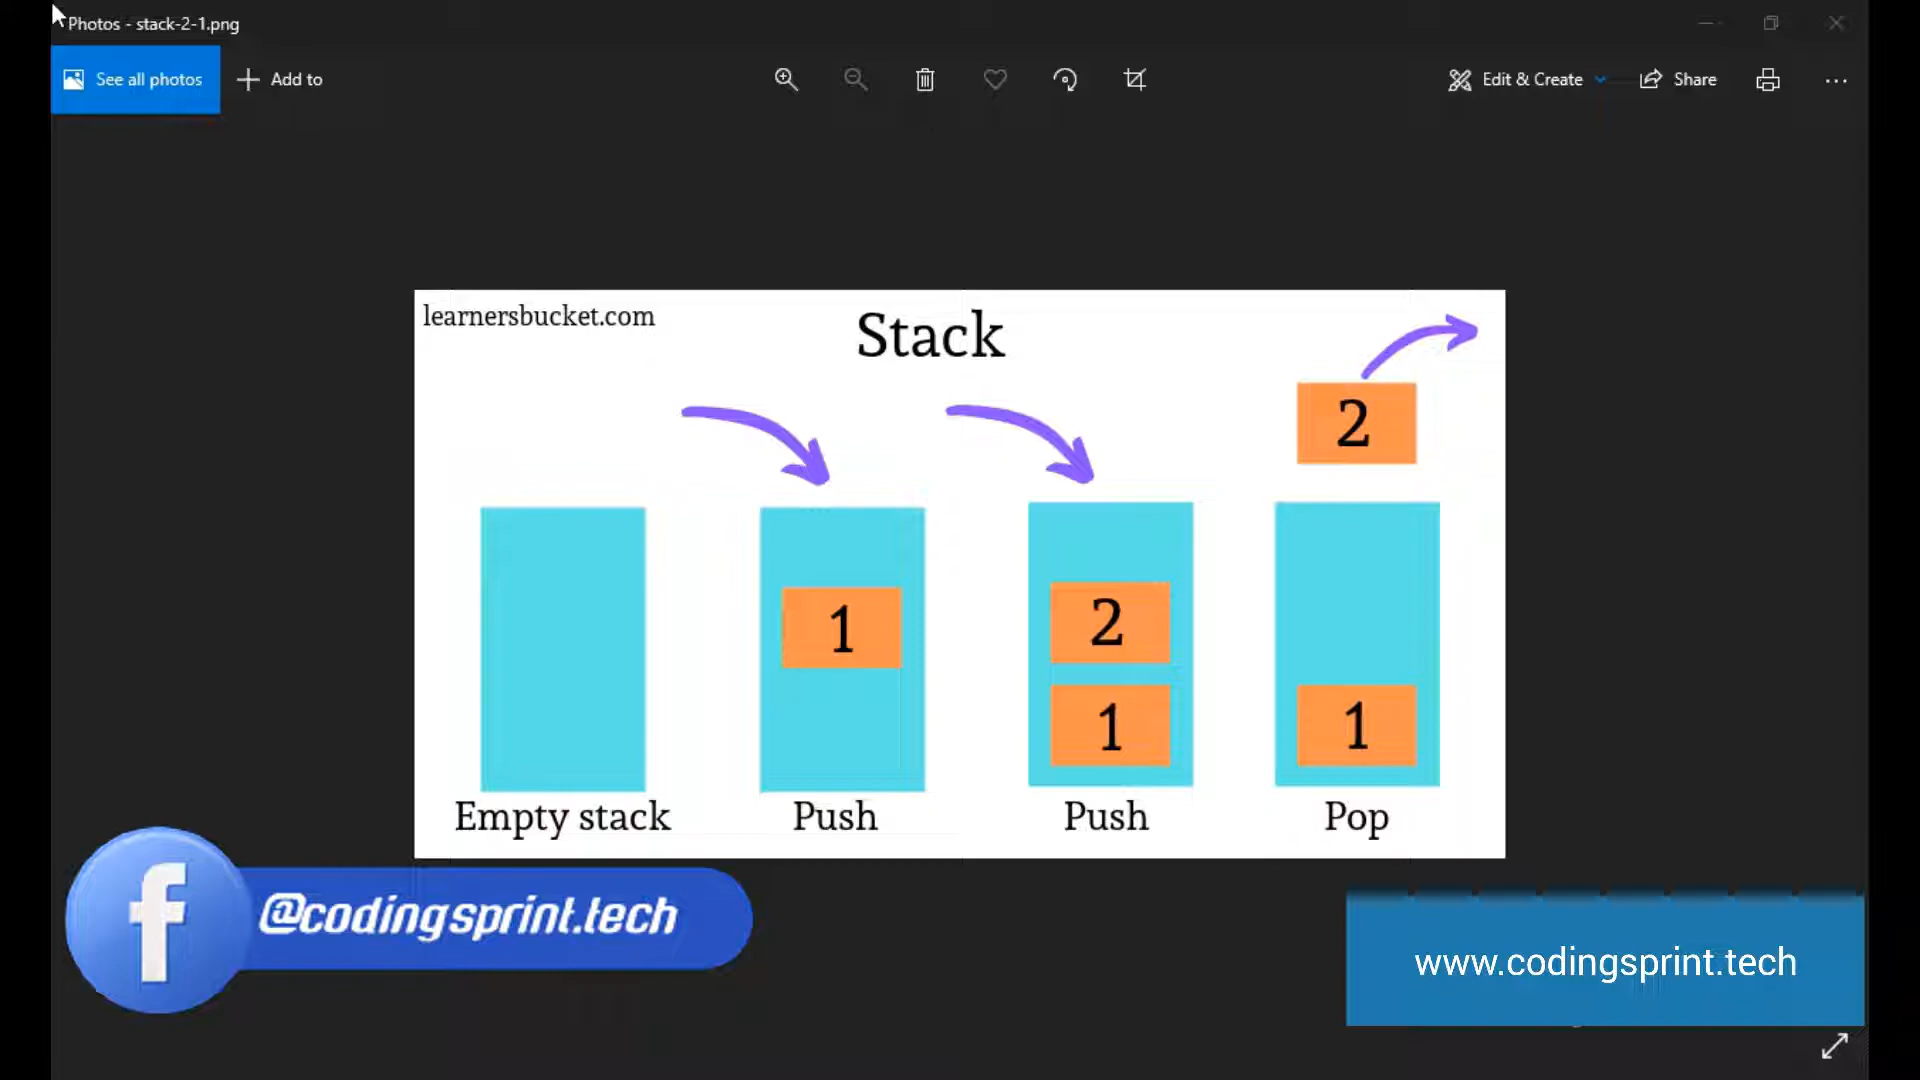 Photos - stack-2-1.png
See all photos
Add to
Edit & Create
Share
learnersbucket.com
Stack
2
1
2
1
1
Empty stack
Push
Push
Pop
f
@codingsprint.tech
www.codingsprint.tech